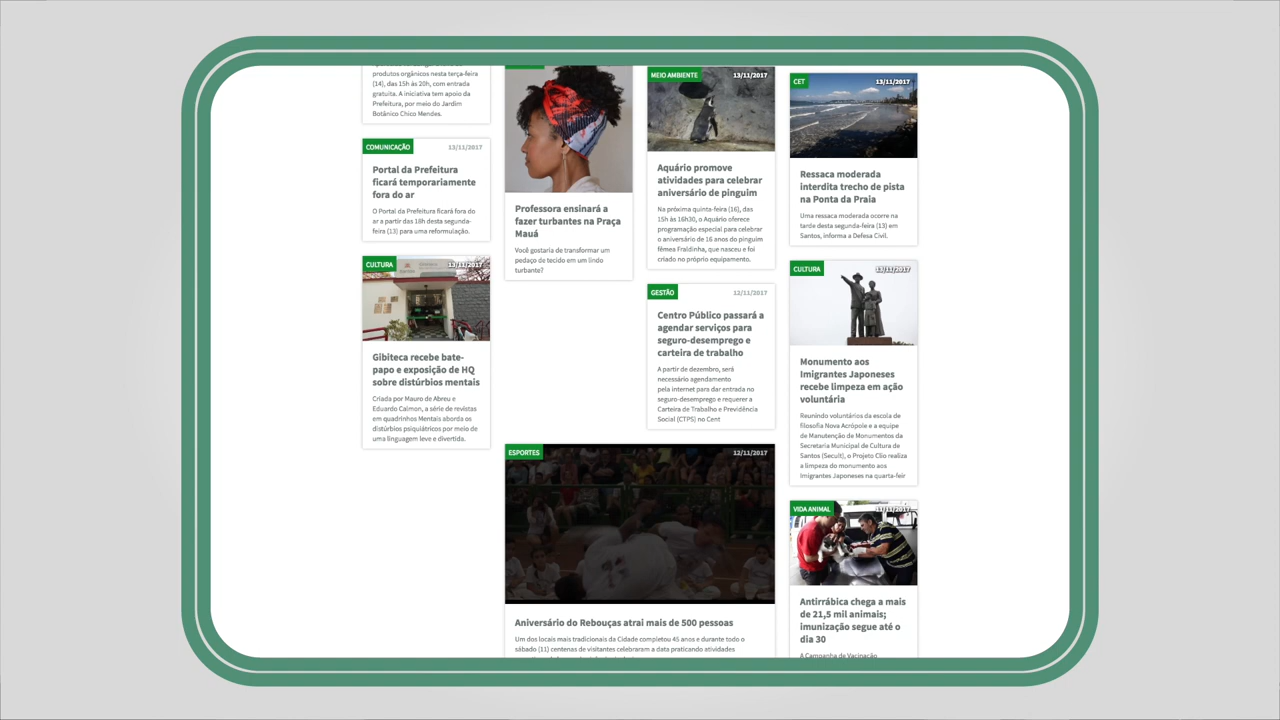 produtos orgânicos nesta terça-feira
(14), das 15h às 20h, com entrada
gratuita. A iniciativa tem apoio da
Prefeitura, por meio do Jardim
Botânico Chico Mendes.
COMUNICAÇÃO
13/11/2017
Portal da Prefeitura
ficará temporariamente
fora do ar
O Portal da Prefeitura ficará fora do
ar a partir das 18h desta segunda-
feira (13) para uma reformulação.
CULTURA
13/11/2017
Gibiteca recebe bate-
papo e exposição de HQ
sobre distúrbios mentais
Criada por Mauro de Abreu e
Eduardo Calmon, a série de revistas
em quadrinhos Mentais aborda os
distúrbios psiquiátricos por meio de
uma linguagem leve e divertida.
Professora ensinará a
fazer turbantes na Praça
Mauá
Você gostaria de transformar um
pedaço de tecido em um lindo
turbante?
MEIO AMBIENTE
13/11/2017
Aquário promove
atividades para celebrar
aniversário de pinguim
Na próxima quinta-feira (16), das
15h às 16h30, o Aquário oferece
programação especial para celebrar
o aniversário de 16 anos do pinguim
fêmea Fraldinha, que nasceu e foi
criado no próprio equipamento.
GESTÃO
12/11/2017
Centro Público passará a
agendar serviços para
seguro-desemprego e
carteira de trabalho
A partir de dezembro, será
necessário agendamento
pela internet para dar entrada no
seguro-desemprego e requerer a
Carteira de Trabalho e Previdência
Social (CTPS) no Cent
ESPORTES
12/11/2017
Aniversário do Rebouças atrai mais de 500 pessoas
Um dos locais mais tradicionais da Cidade completou 45 anos e durante todo o
sábado (11) centenas de visitantes celebraram a data praticando atividades
CET
13/11/2017
Ressaca moderada
interdita trecho de pista
na Ponta da Praia
Uma ressaca moderada ocorre na
tarde desta segunda-feira (13) em
Santos, informa a Defesa Civil.
CULTURA
13/11/2017
Monumento aos
Imigrantes Japoneses
recebe limpeza em ação
voluntária
Reunindo voluntários da escola de
filosofia Nova Acrópole e a equipe
de Manutenção de Monumentos da
Secretaria Municipal de Cultura de
Santos (Secult), o Projeto Clio realiza
a limpeza do monumento aos
Imigrantes Japoneses na quarta-feir
VIDA ANIMAL
Antirrábica chega a mais
de 21,5 mil animais;
imunização segue até o
dia 30
A Campanha de Vacinação